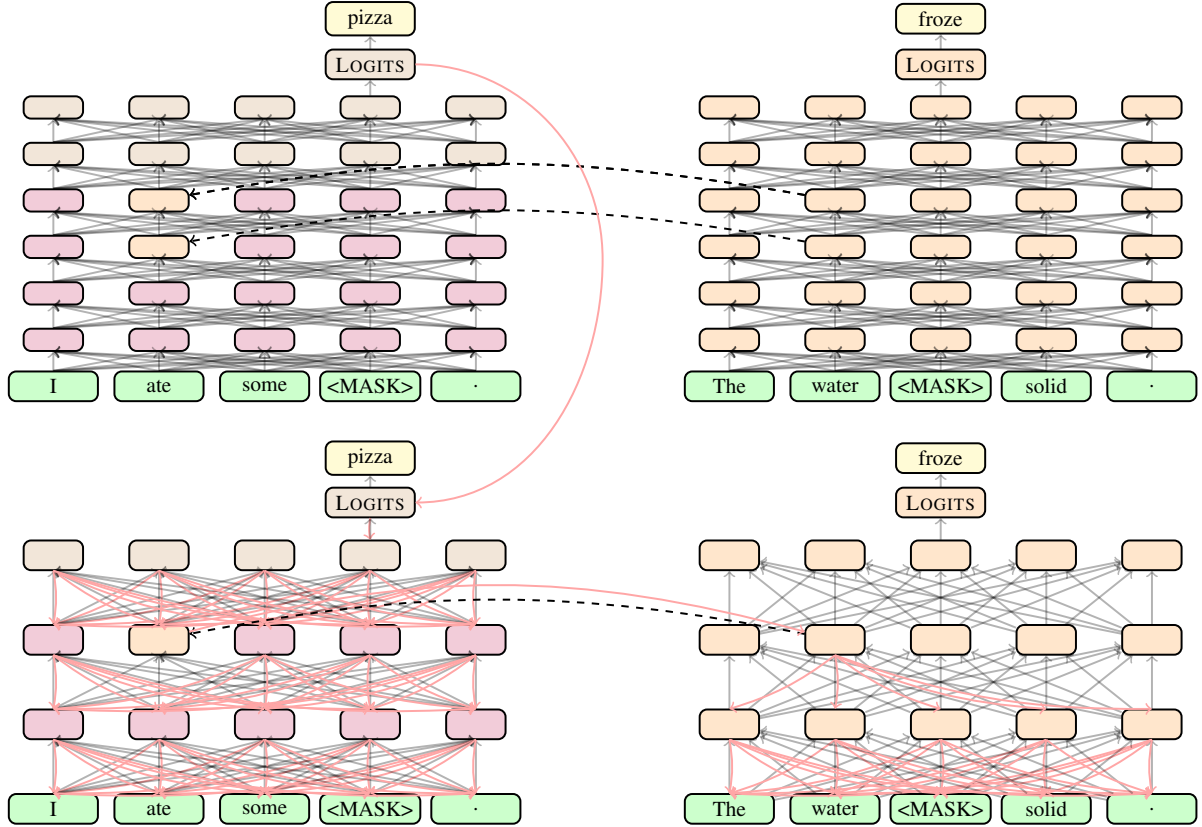 pizza froze
LOGITS LOGITS
I ate some <MASK> . The water <MASK> solid .
pizza froze
LOGITS LOGITS
I ate some <MASK> . The water <MASK> solid .